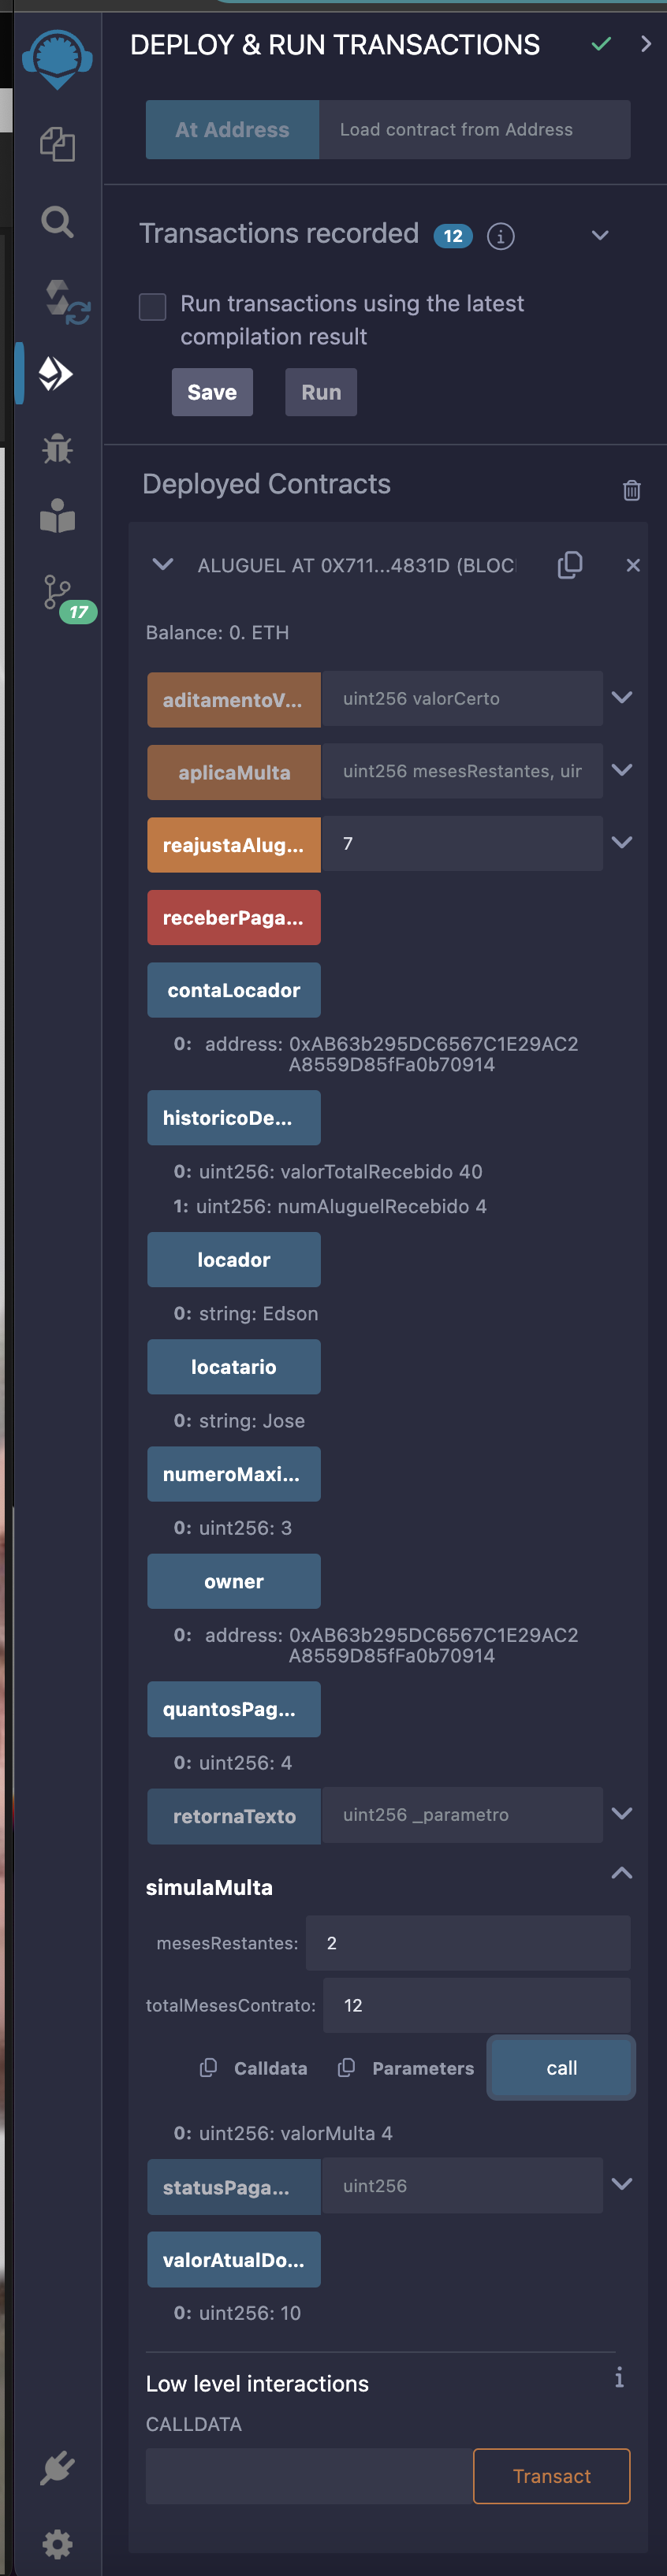 DEPLOY & RUN TRANSACTIONS
At Address
Load contract from Address
Transactions recorded 12
Run transactions using the latest
compilation result
Save
Run
Deployed Contracts
17
ALUGUEL AT 0X711...4831D (BLOC
Balance: 0. ETH
aditamentoV...
uint256 valorCerto
aplicaMulta
uint256 mesesRestantes, uir
reajustaAlug...
7
receberPaga...
contaLocador
0: address: 0xAB63b295DC6567C1E29AC2
A8559D85fFa0b70914
historicoDe...
0: uint256: valorTotalRecebido 40
1: uint256: numAluguelRecebido 4
locador
0: string: Edson
locatario
0: string: Jose
numeroMaxi...
0: uint256: 3
owner
0: address: 0xAB63b295DC6567C1E29AC2
A8559D85fFa0b70914
quantosPag...
0: uint256: 4
retornaTexto
uint256 _parametro
simulaMulta
mesesRestantes: 2
totalMesesContrato: 12
Calldata
Parameters
call
0: uint256: valorMulta 4
statusPaga...
uint256
valorAtualDo...
0: uint256: 10
Low level interactions
i
CALLDATA
Transact